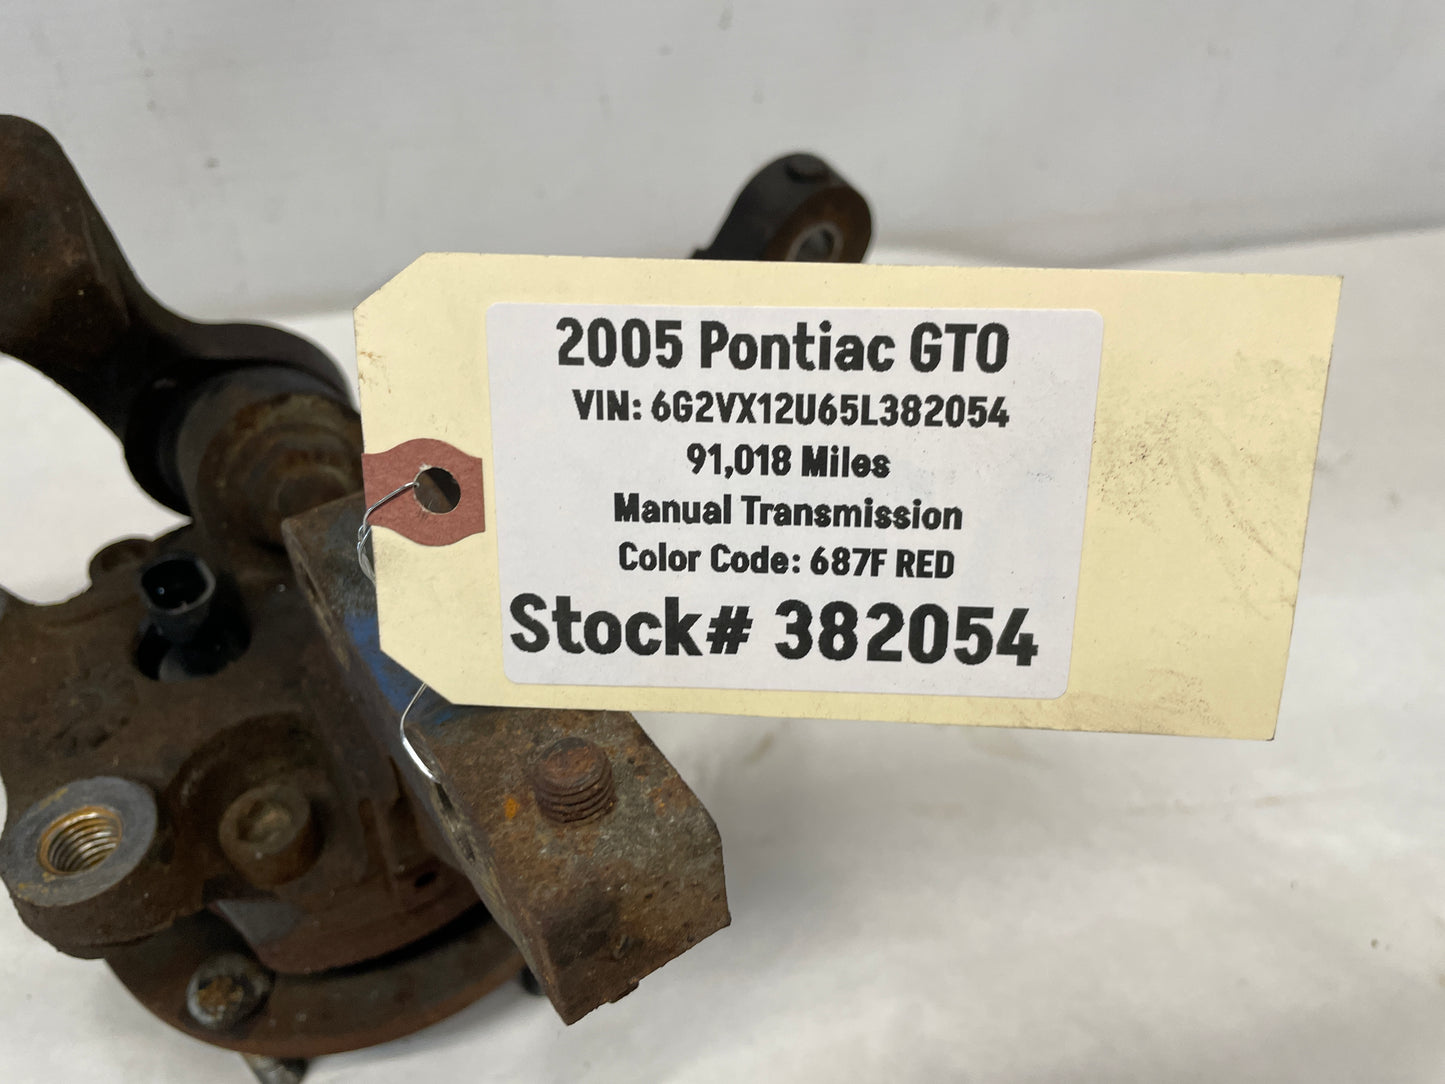 2005 Pontiac GTO
VIN: 6G2VX12U65L382054
91,018 Miles
Manual Transmission
Color Code: 687F RED
Stock# 382054